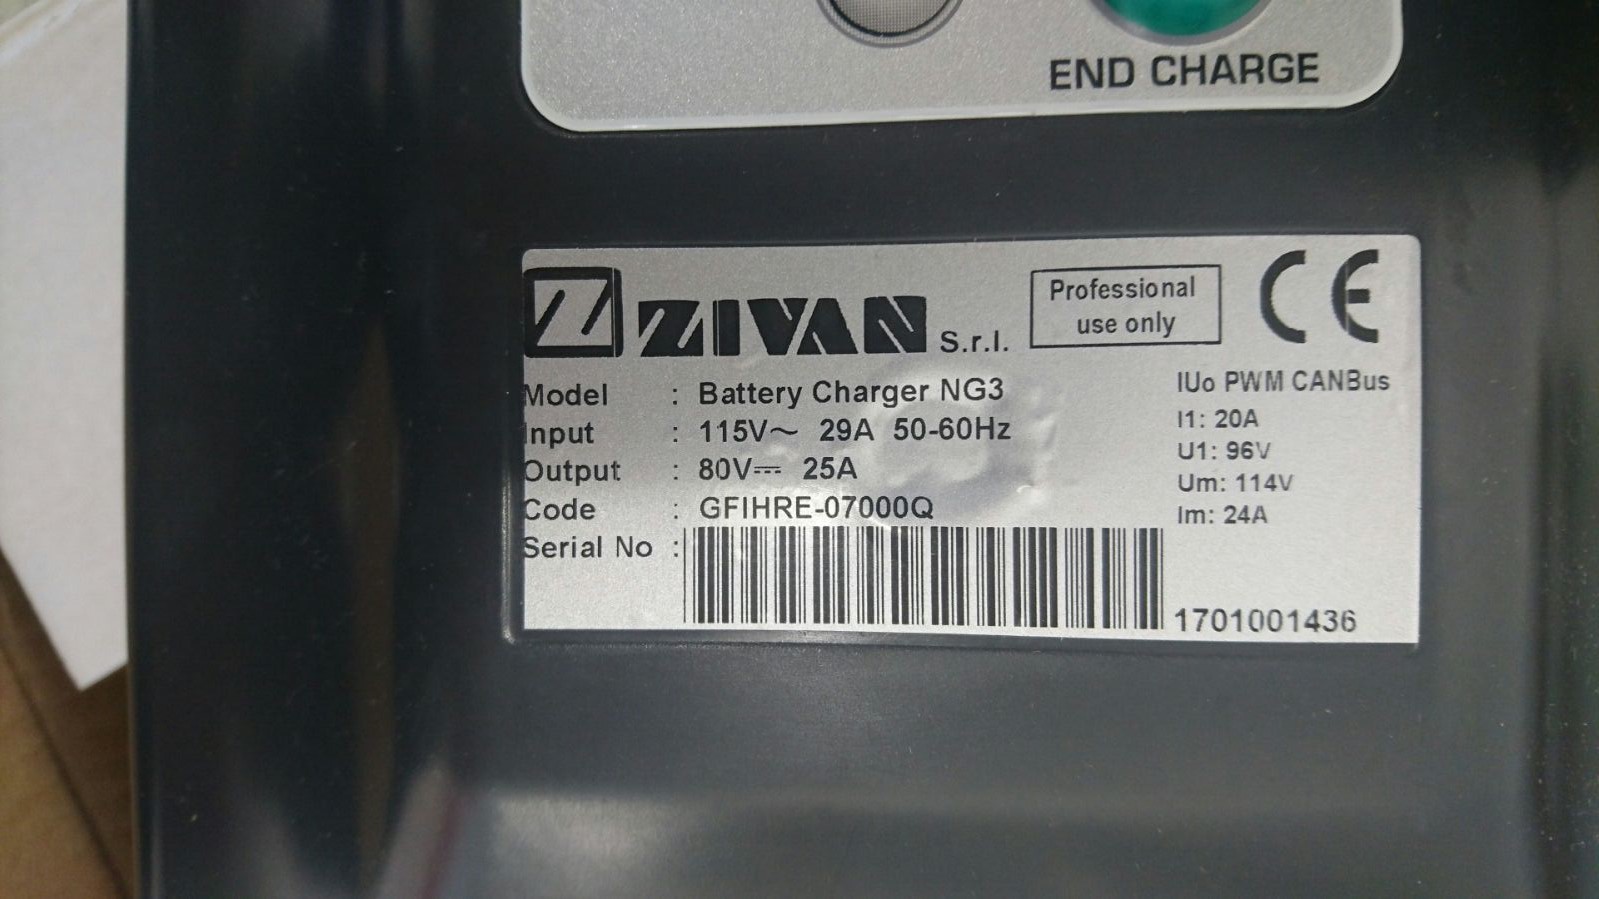 END CHARGE
ZIVAN S.r.l.
Professional
use only
CE
Model : Battery Charger NG3
Input : 115V~ 29A 50-60Hz
Output : 80V⎓ 25A
Code : GFIHRE-07000Q
Serial No :
IUo PWM CANBus
I1: 20A
U1: 96V
Um: 114V
Im: 24A
1701001436